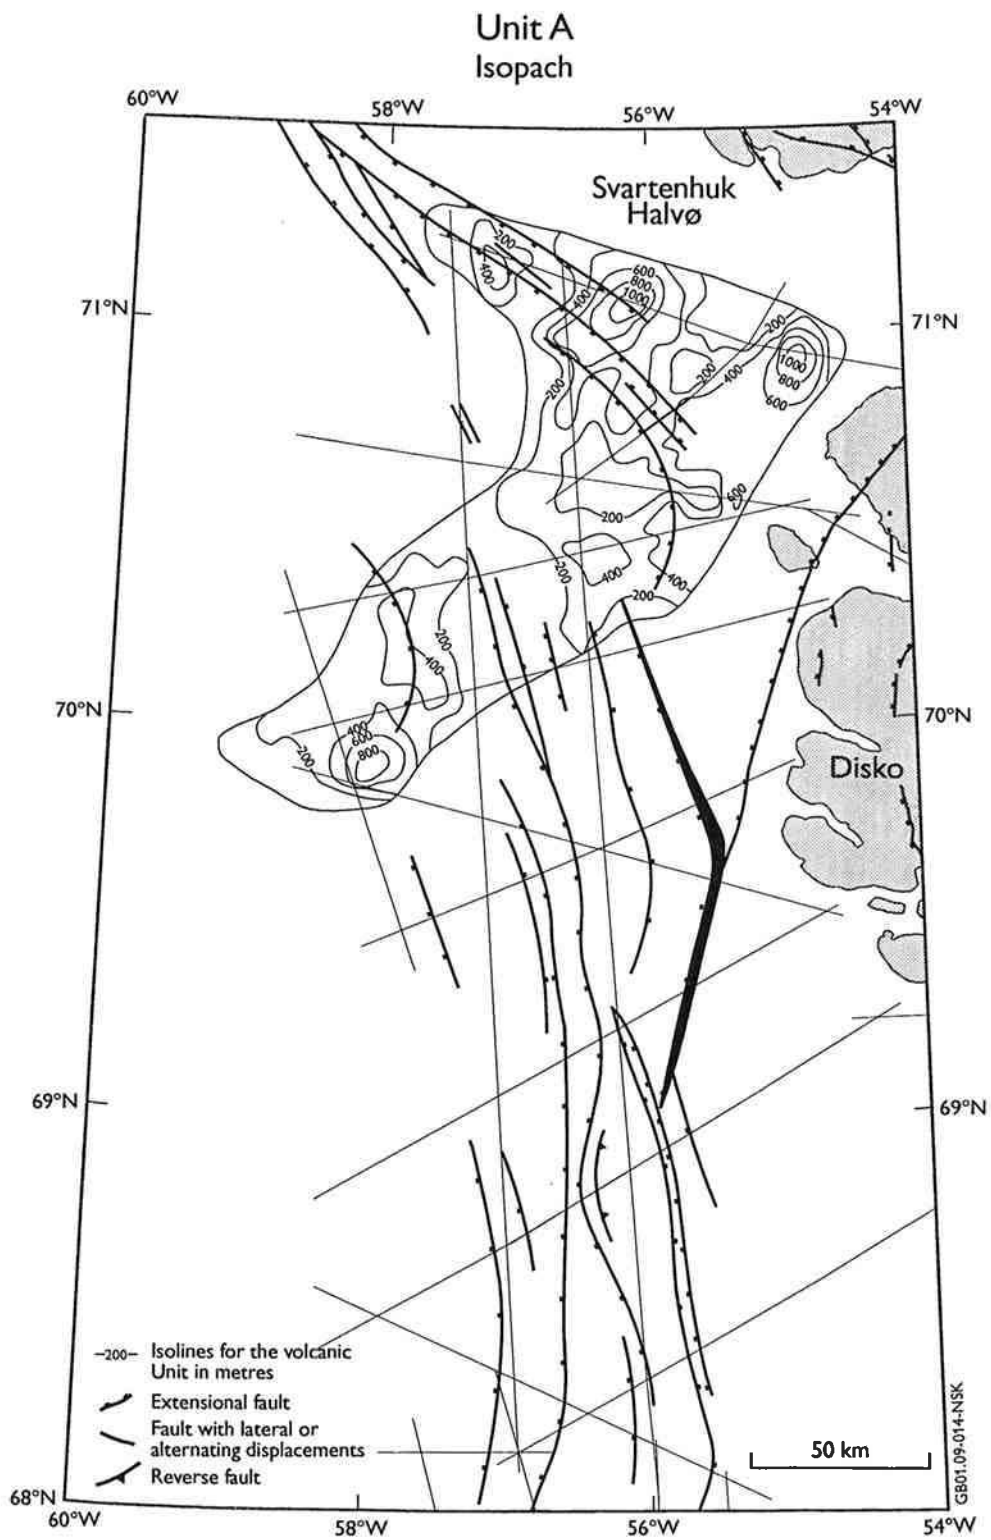 Unit A
Isopach
60°W
58°W
56°W
54°W
Svartenhuk
Halvø
200
400
600
800
1000
400
200
1000
800
600
71°N
71°N
200
200
400
600
200
200
400
400
200
200
400
70°N
70°N
400
600
800
200
Disko
69°N
69°N
–200– Isolines for the volcanic
Unit in metres
Extensional fault
Fault with lateral or
alternating displacements
Reverse fault
50 km
GB01.09-014-NSK
68°N
60°W
58°W
56°W
54°W